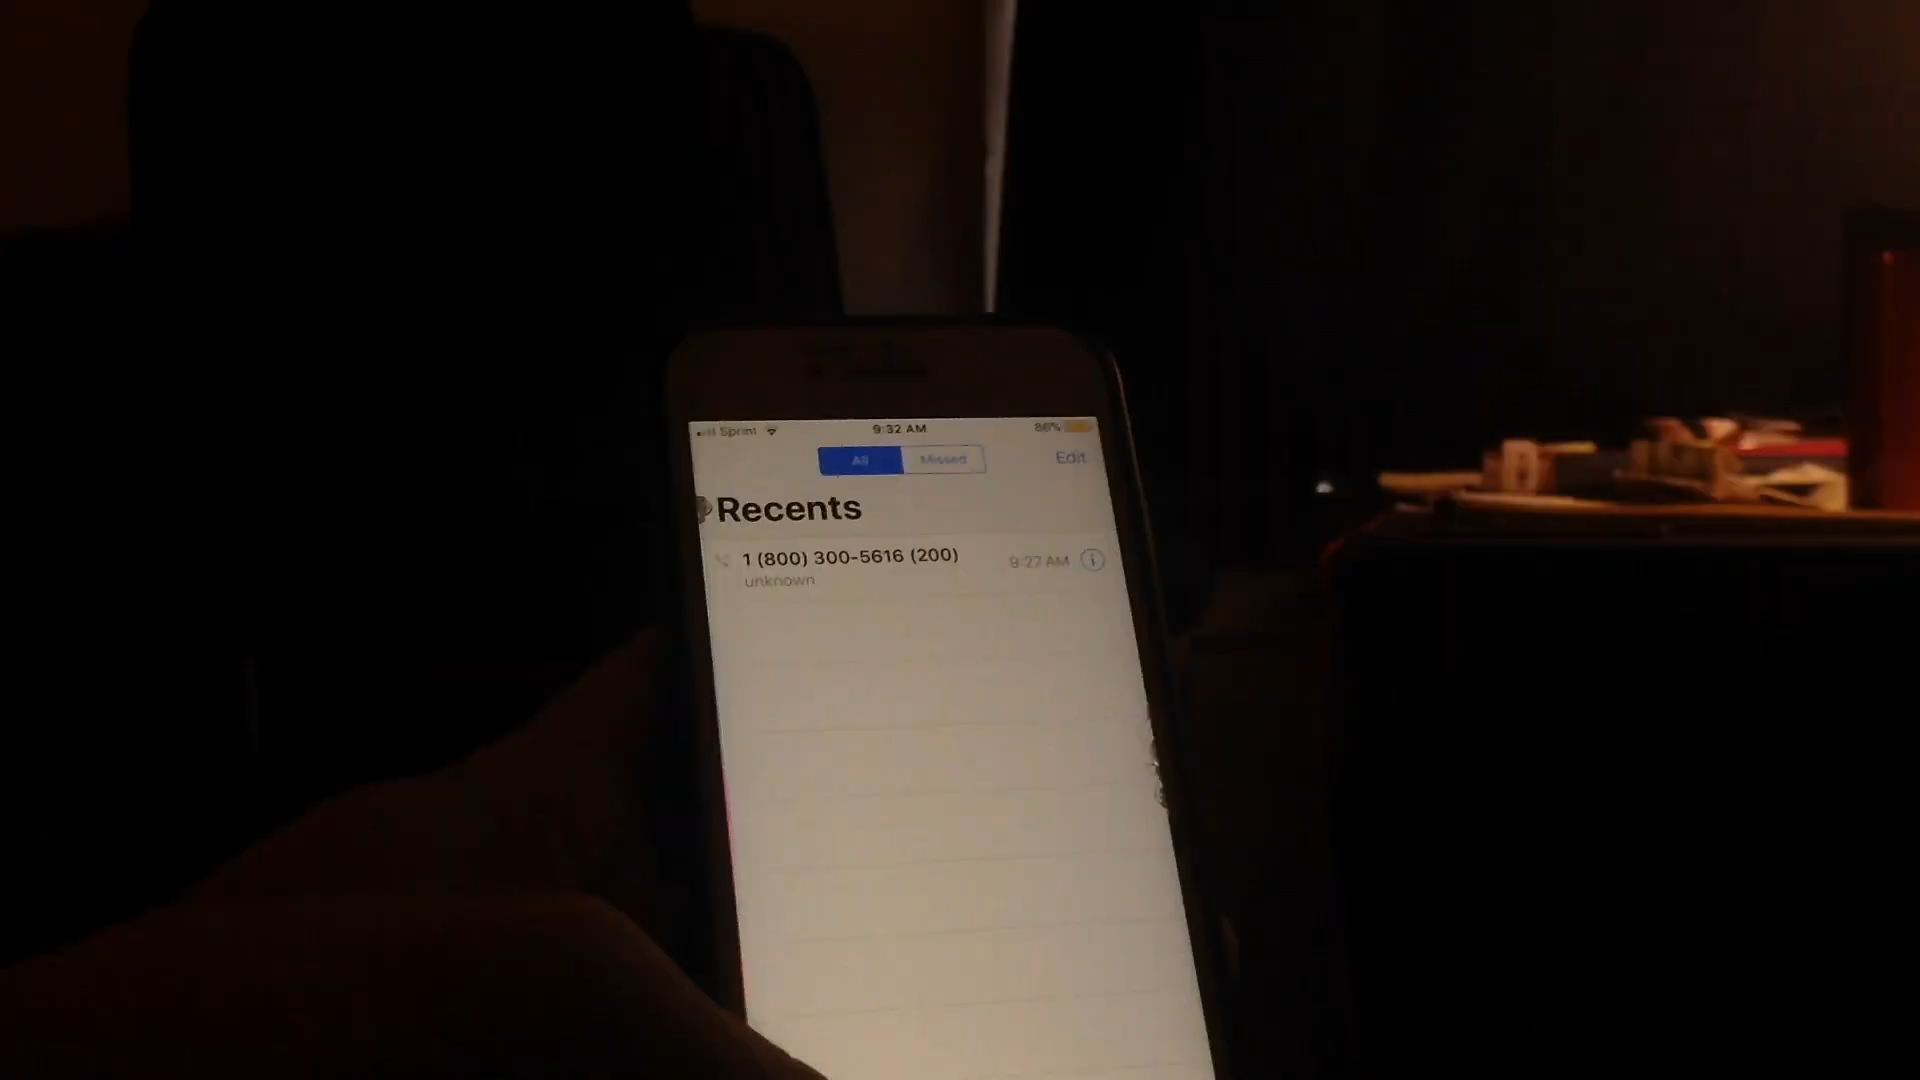 Sprint 9:32 AM 86%
All Missed Edit
Recents
1 (800) 300-5616 (200) 9:27 AM
unknown